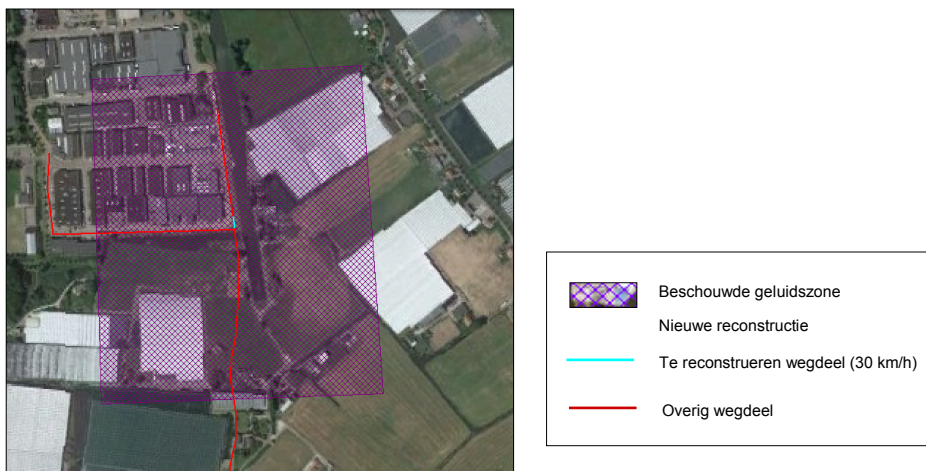 Beschouwde geluidszone
Nieuwe reconstructie
Te reconstrueren wegdeel (30 km/h)
Overig wegdeel